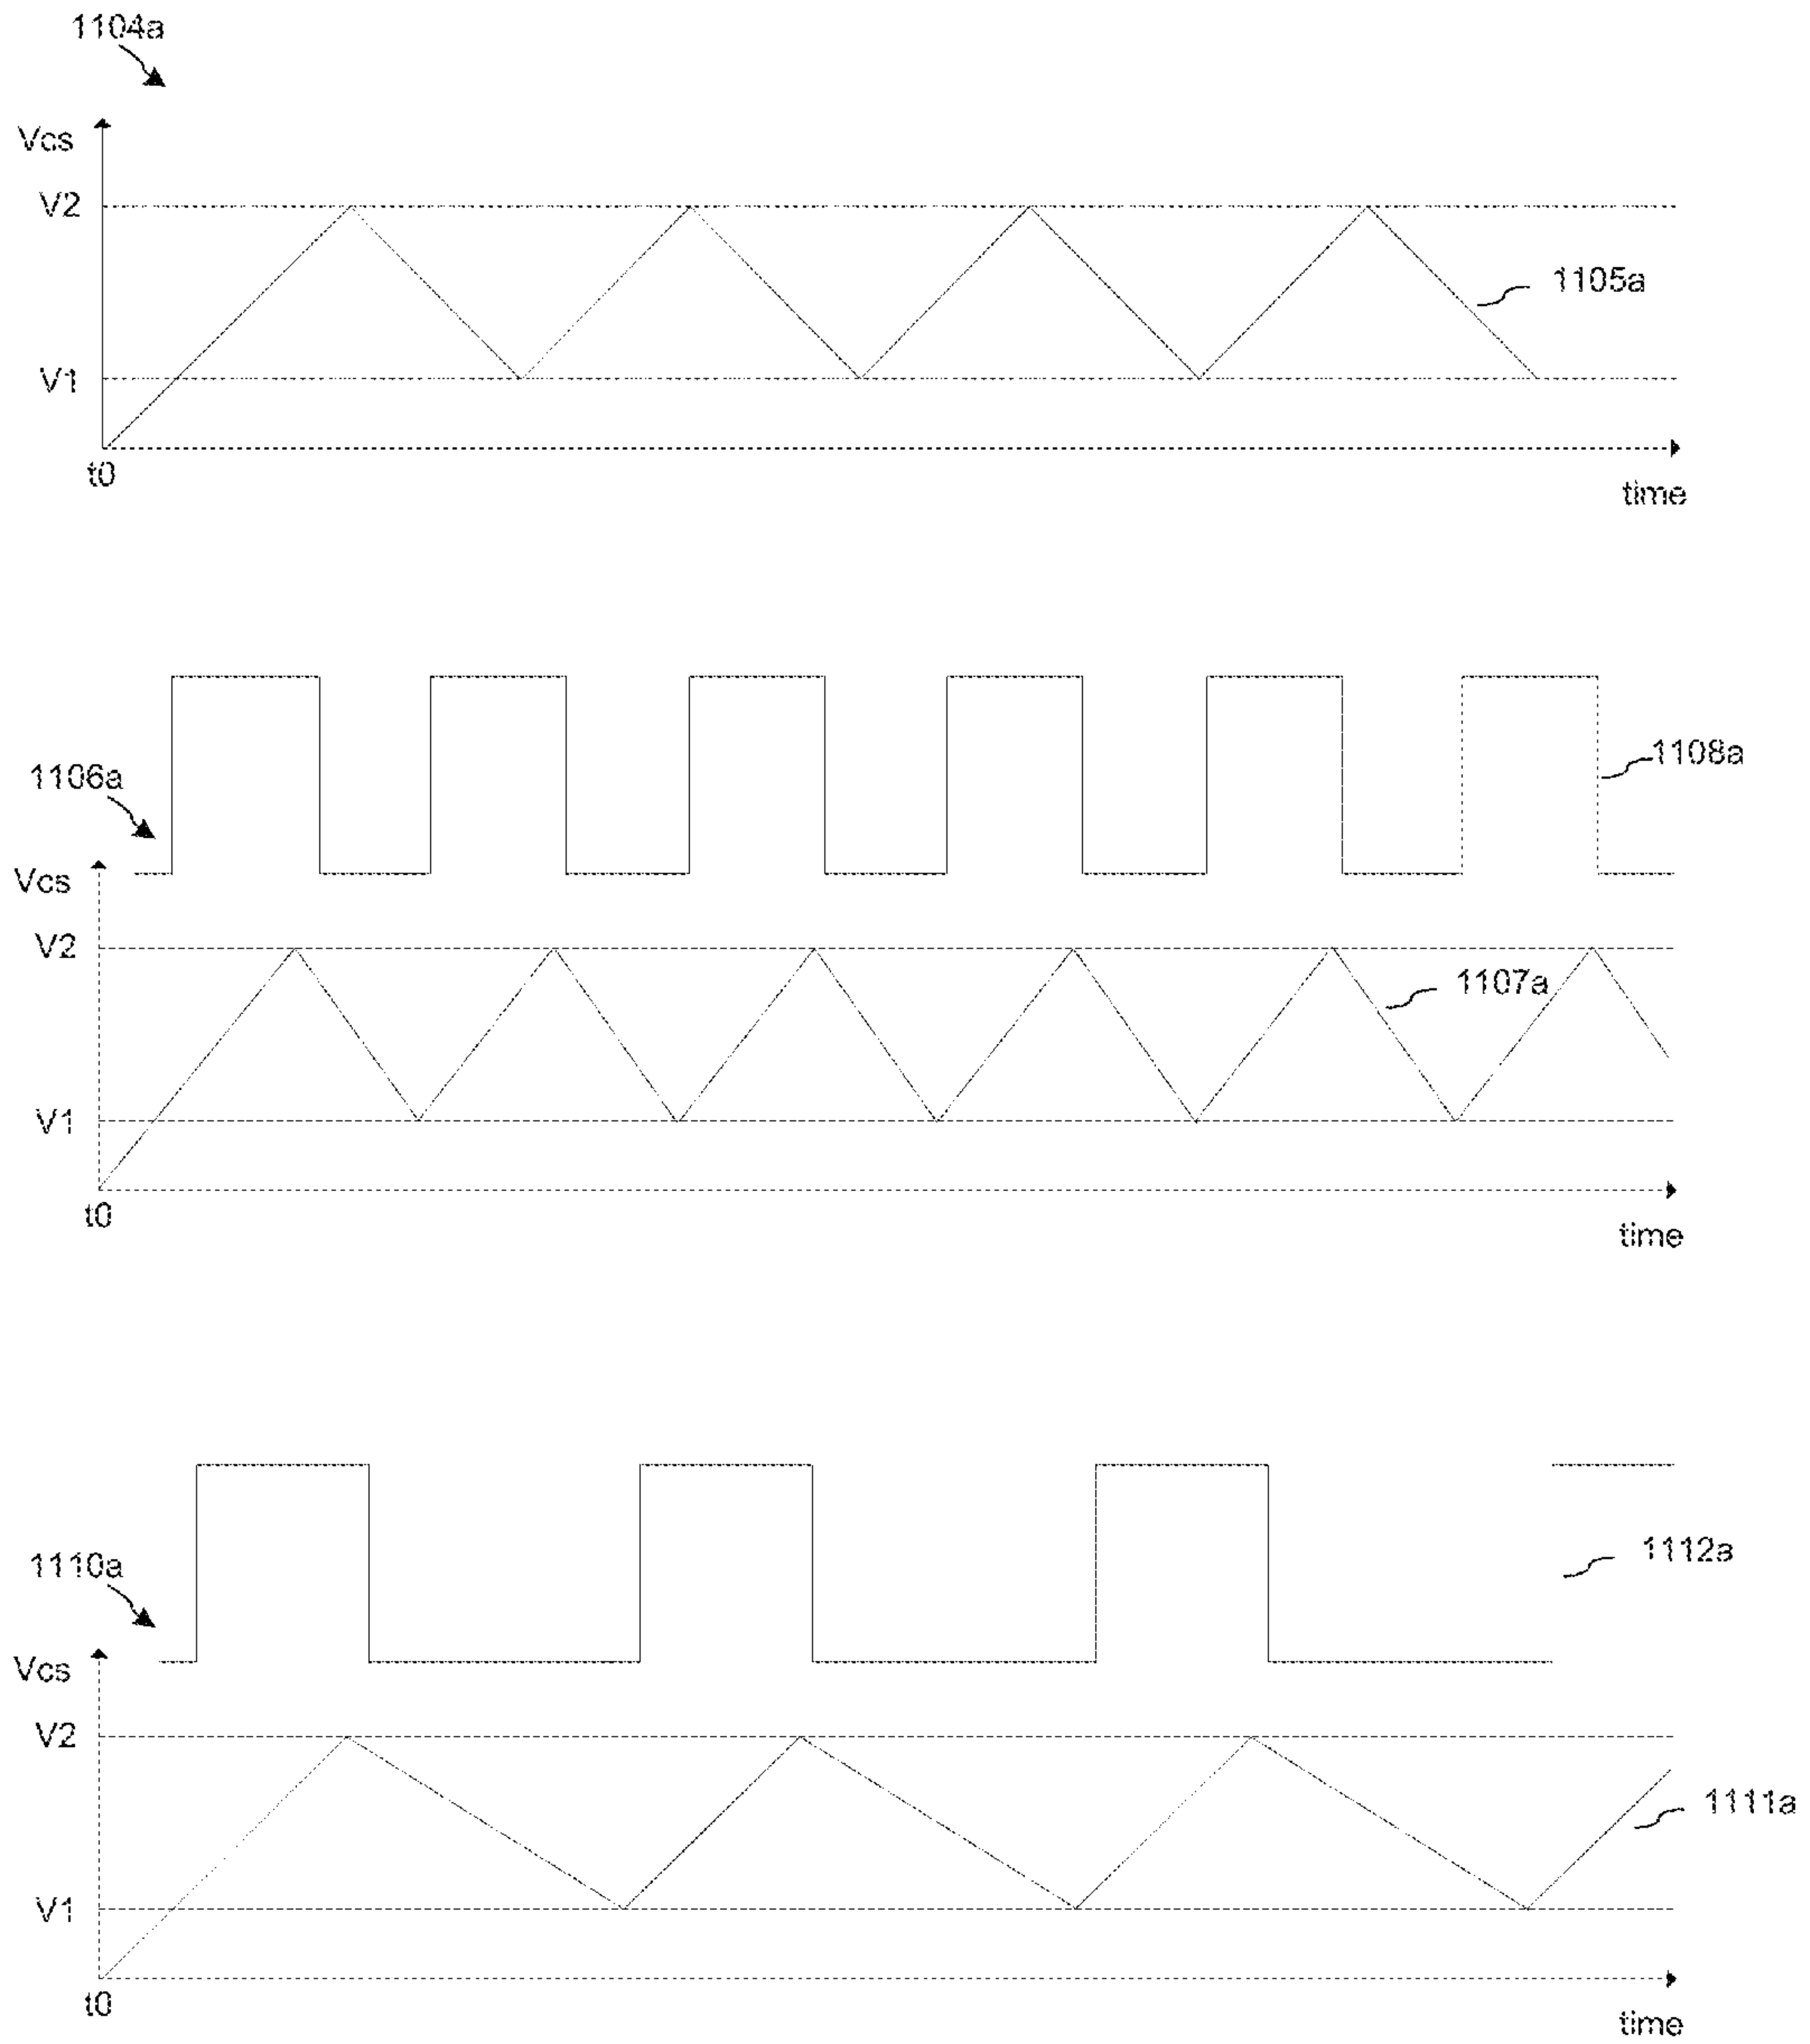 1104a
Vcs
V2
1105a
V1
t0
time
1108a
1106a
Vcs
V2
1107a
V1
t0
time
1112a
1110a
Vcs
V2
1111a
V1
t0
time